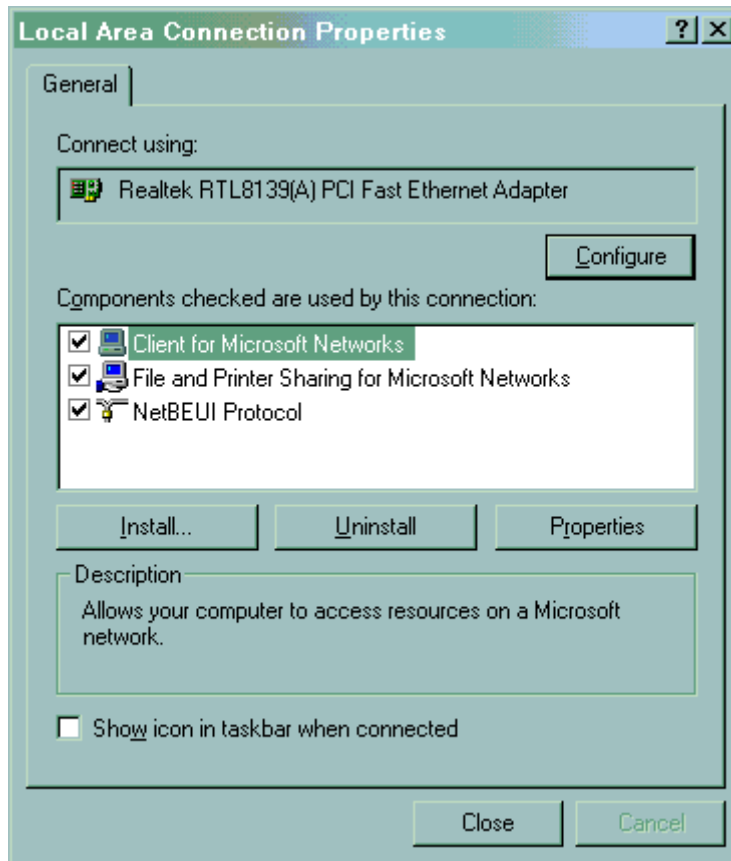 Local Area Connection Properties
General
Connect using:
Realtek RTL8139(A) PCI Fast Ethernet Adapter
Configure
Components checked are used by this connection:
Client for Microsoft Networks
File and Printer Sharing for Microsoft Networks
NetBEUI Protocol
Install... Uninstall Properties
Description
Allows your computer to access resources on a Microsoft
network.
Show icon in taskbar when connected
Close Cancel